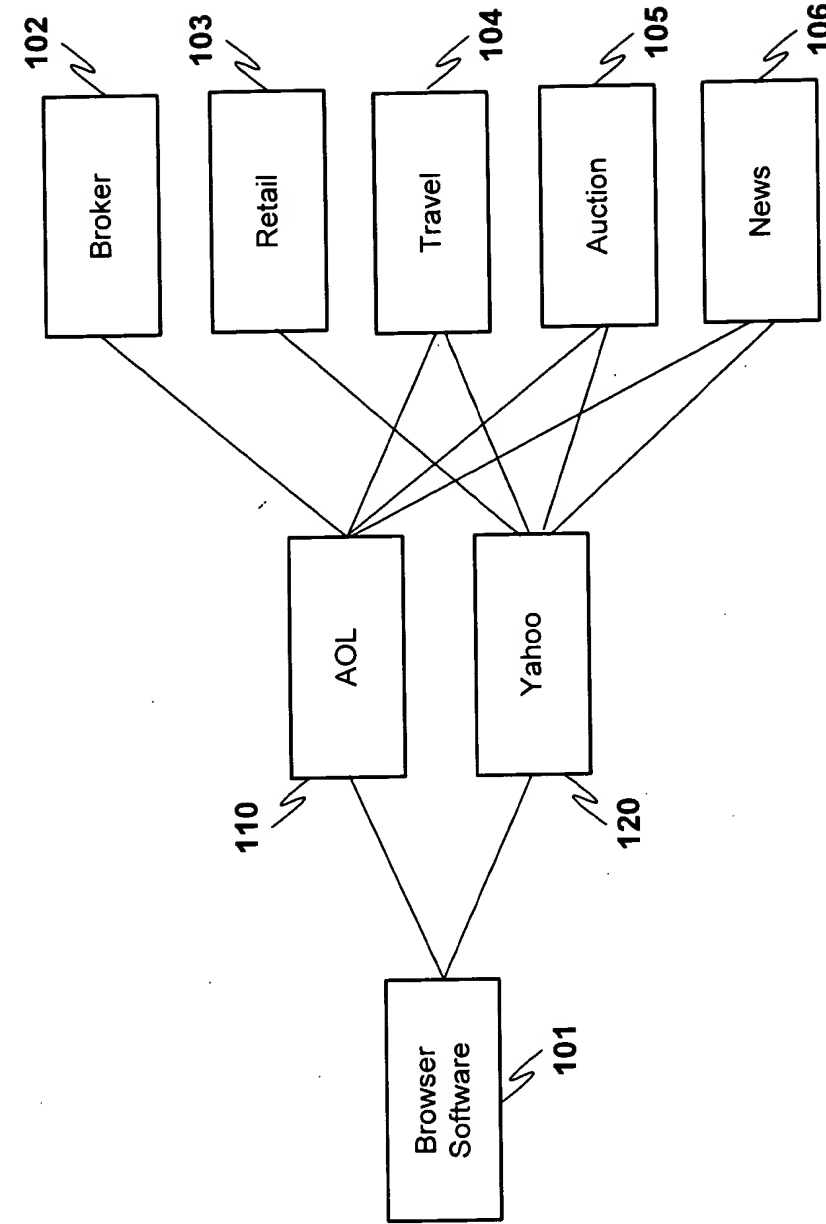 Browser
Software
101
AOL
110
Yahoo
120
Broker
102
Retail
103
Travel
104
Auction
105
News
106